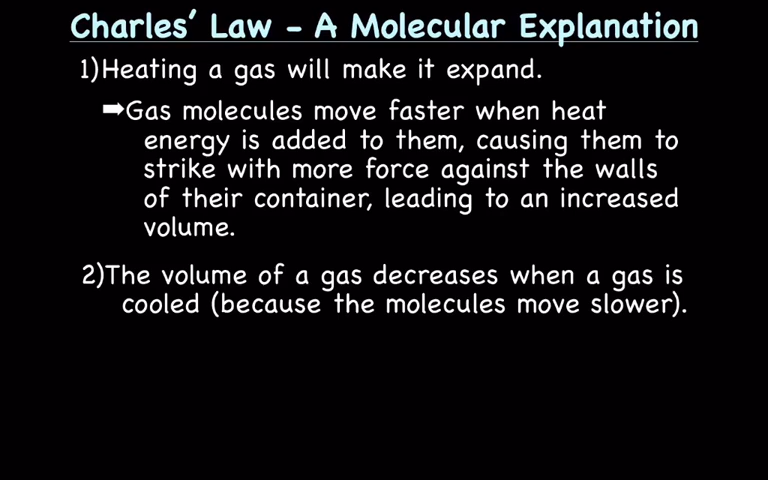 Charles' Law - A Molecular Explanation
1)Heating a gas will make it expand.
➡Gas molecules move faster when heat
energy is added to them, causing them to
strike with more force against the walls
of their container, leading to an increased
volume.
2)The volume of a gas decreases when a gas is
cooled (because the molecules move slower).